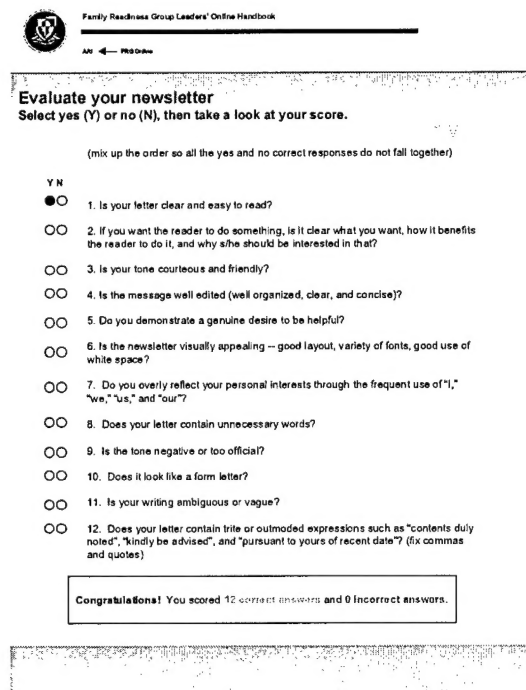 Family Readiness Group Leaders' Online Handbook
ARI FRG Online
Evaluate your newsletter
Select yes (Y) or no (N), then take a look at your score.
(mix up the order so all the yes and no correct responses do not fall together)
Y N
1. Is your letter clear and easy to read?
2. If you want the reader to do something, is it clear what you want, how it benefits
the reader to do it, and why s/he should be interested in that?
3. Is your tone courteous and friendly?
4. Is the message well edited (well organized, clear, and concise)?
5. Do you demonstrate a genuine desire to be helpful?
6. Is the newsletter visually appealing -- good layout, variety of fonts, good use of
white space?
7. Do you overly reflect your personal interests through the frequent use of "I,"
"we," "us," and "our"?
8. Does your letter contain unnecessary words?
9. Is the tone negative or too official?
10. Does it look like a form letter?
11. Is your writing ambiguous or vague?
12. Does your letter contain trite or outmoded expressions such as "contents duly
noted", "kindly be advised", and "pursuant to yours of recent date"? (fix commas
and quotes)
Congratulations! You scored 12 correct answers and 0 incorrect answers.